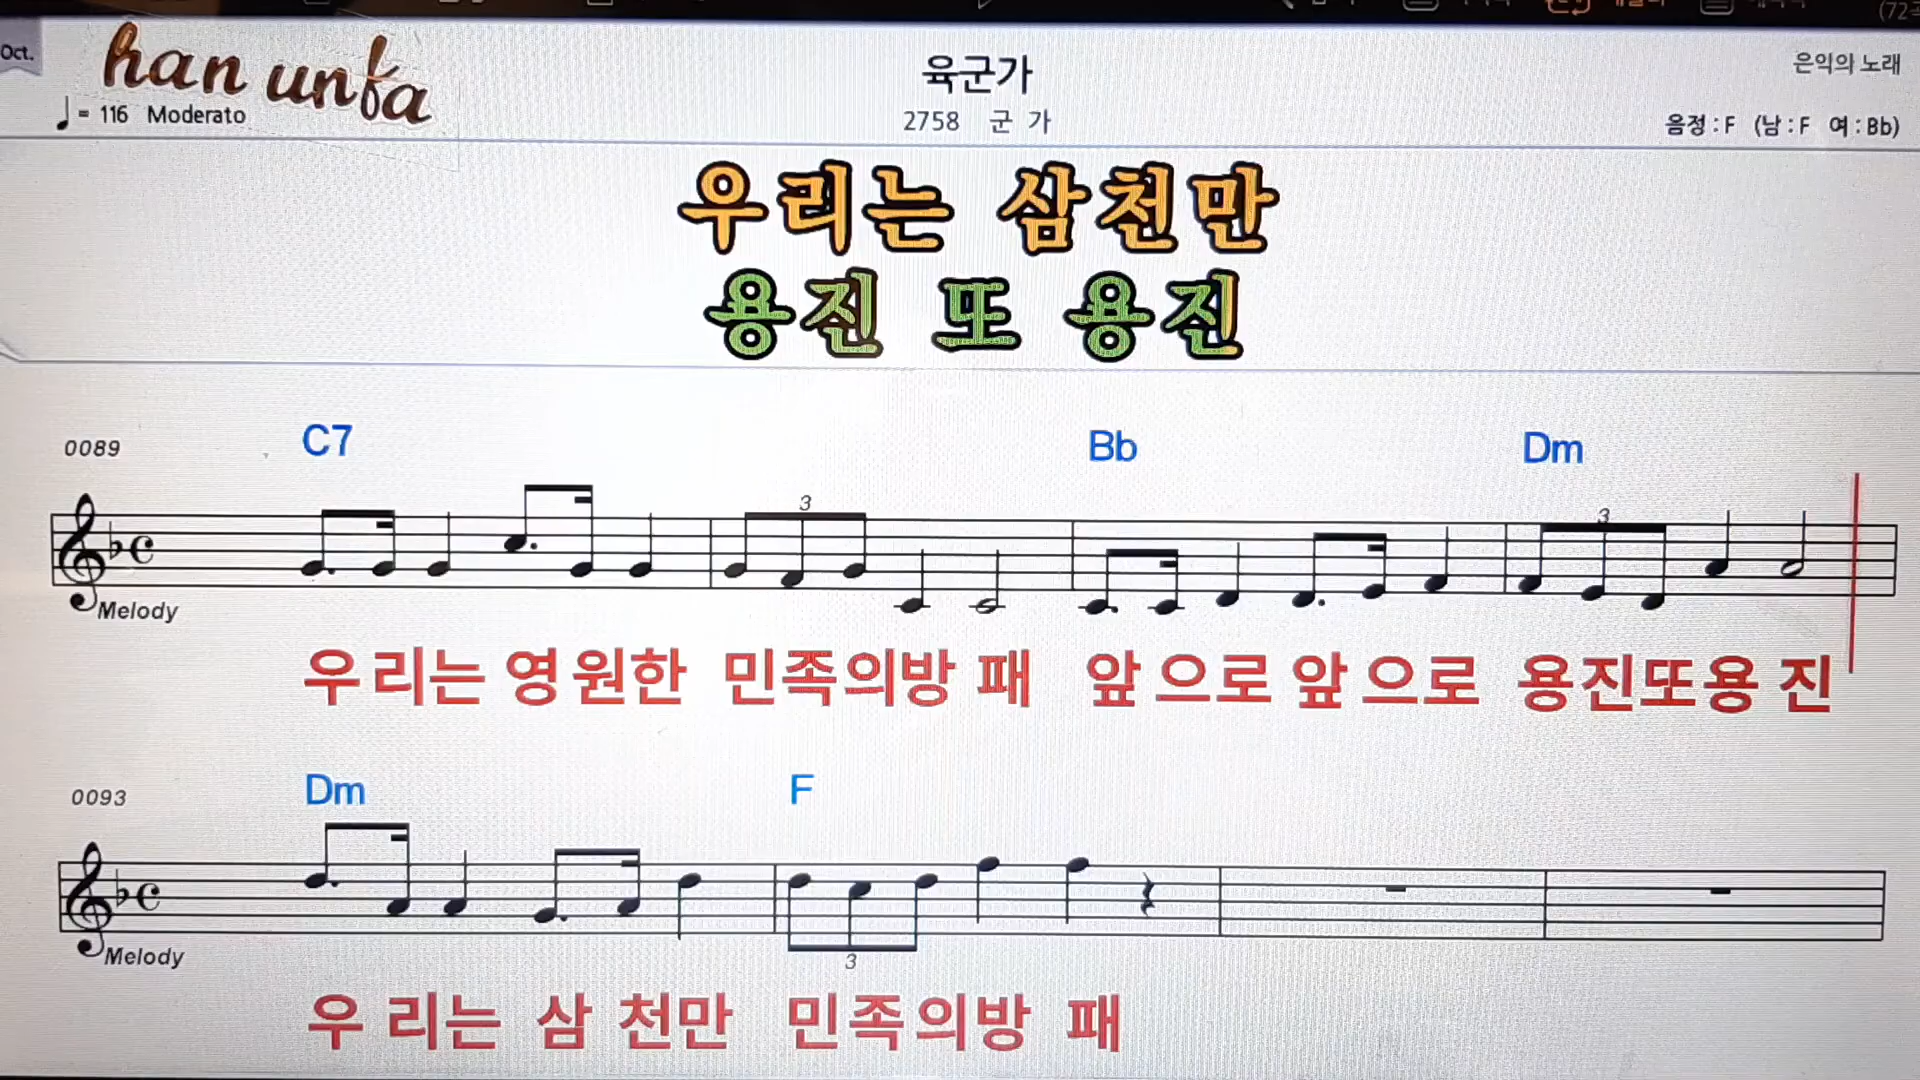 Oct.
han unfa
= 116 Moderato
육군가
2758 군 가
은익의 노래
음정 : F (남 : F 여 : Bb)
우리는 삼천만
용진 또 용진
0089 C7 Bb Dm
3 3
Melody
우리는 영원한 민족의방패 앞으로 앞으로 용진또용진
0093 Dm F
Melody
3
우리는 삼천만 민족의방패